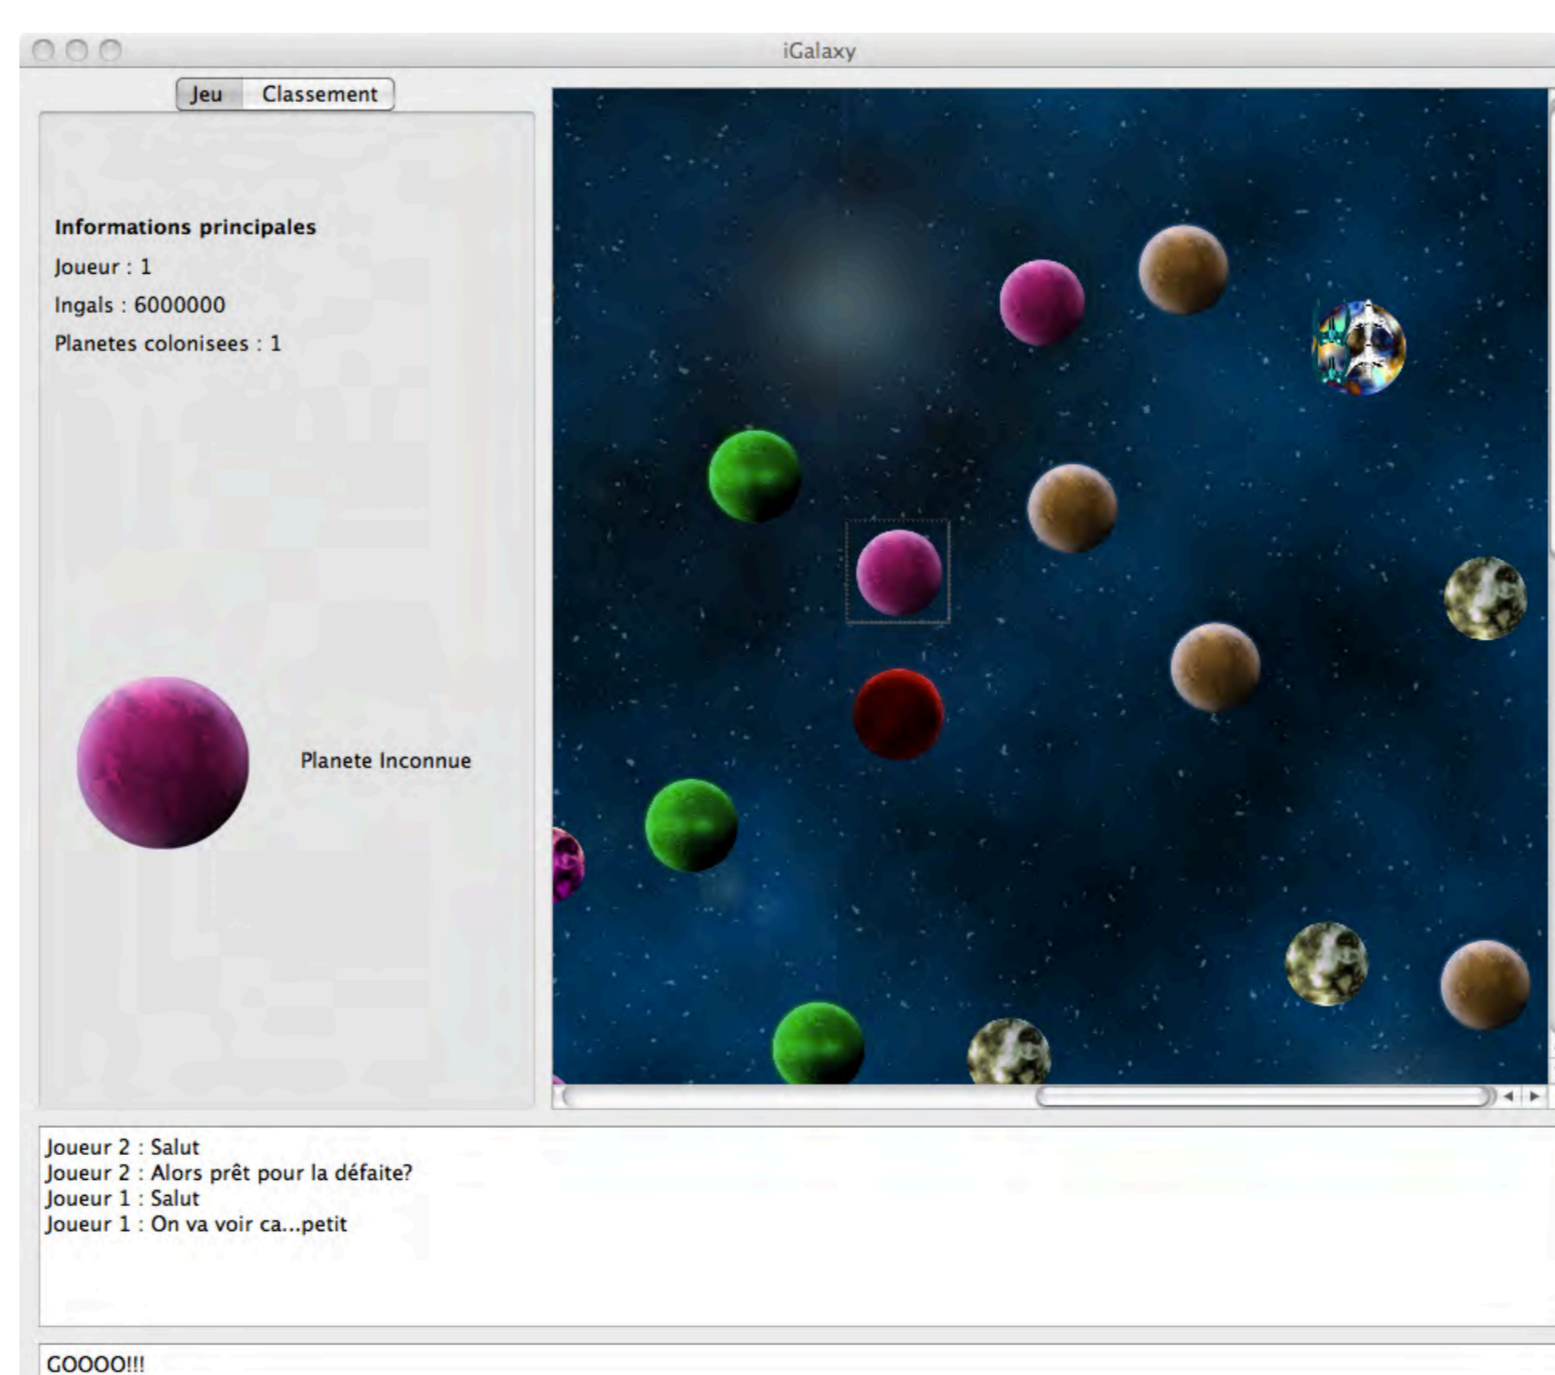 iGalaxy
Jeu Classement
Informations principales
Joueur : 1
Ingals : 6000000
Planetes colonisees : 1
Planete Inconnue
Joueur 2 : Salut
Joueur 2 : Alors prêt pour la défaite?
Joueur 1 : Salut
Joueur 1 : On va voir ca...petit
GOOOO!!!